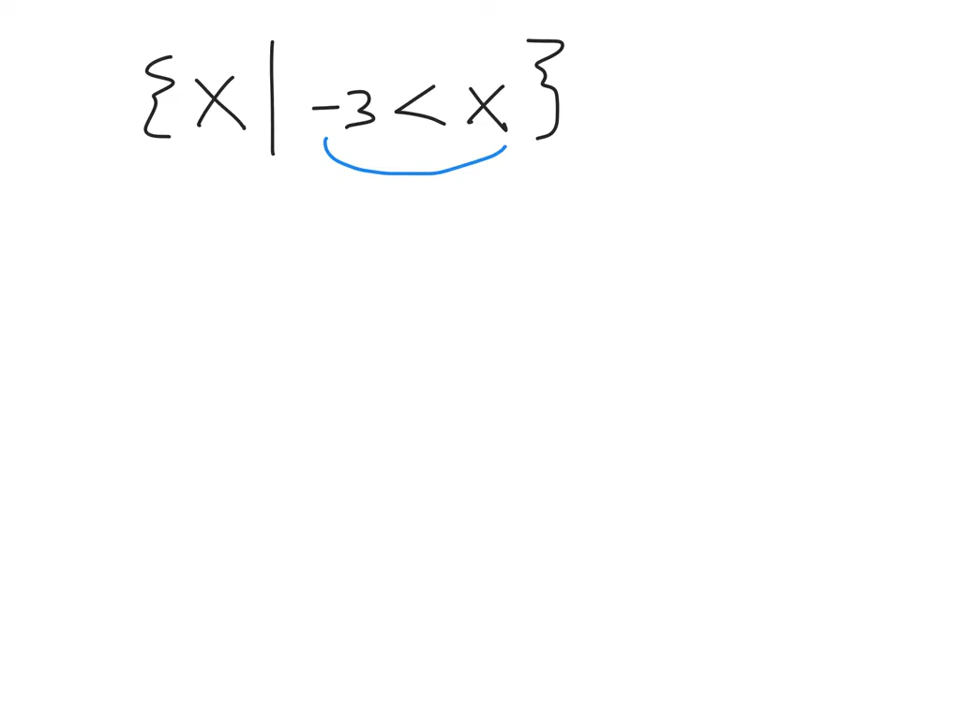 {x | -3 < x}